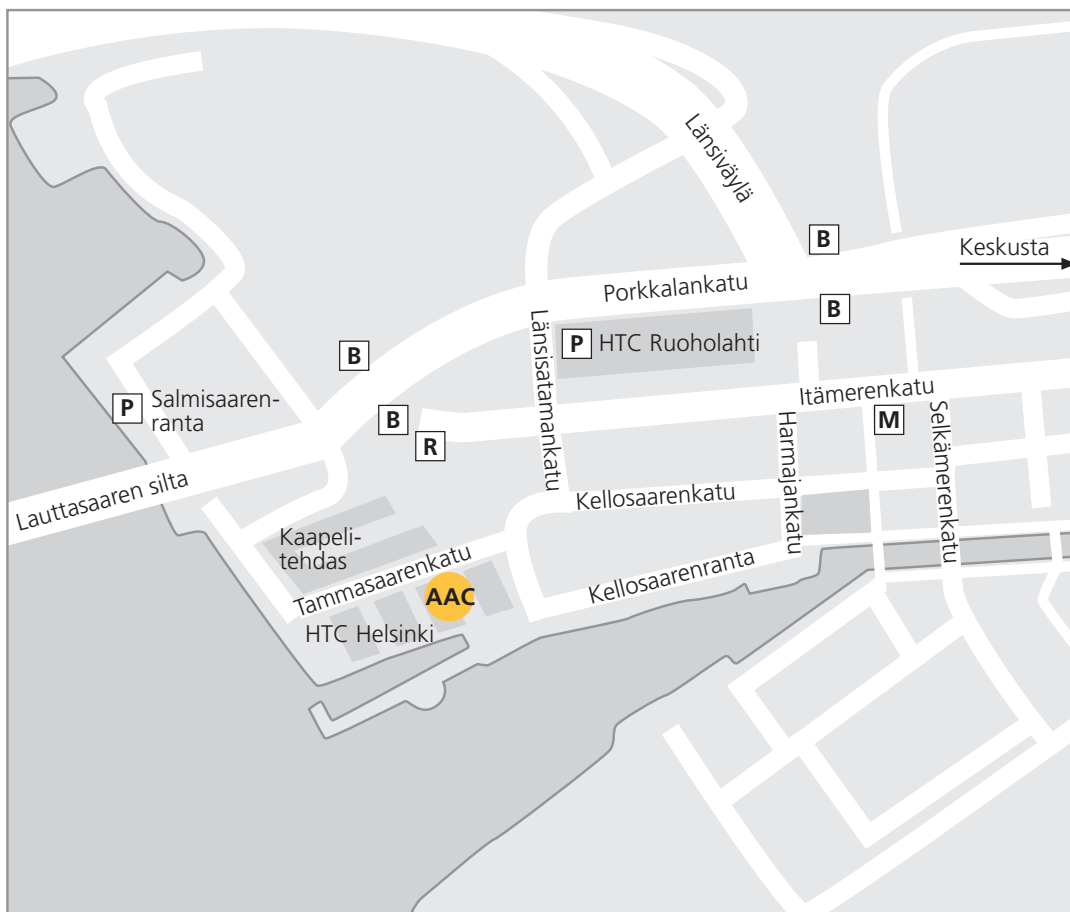 Länsiväylä
B
Keskusta
Porkkalankatu
B
Länsisatamankatu
P
HTC Ruoholahti
B
Itämerenkatu
P
Salmisaaren-
ranta
B
R
M
Harmajankatu
Selkämerenkatu
Lauttasaaren silta
Kellosaarenkatu
Kaapeli-
tehdas
Tammasaarenkatu
Kellosaarenranta
AAC
HTC Helsinki